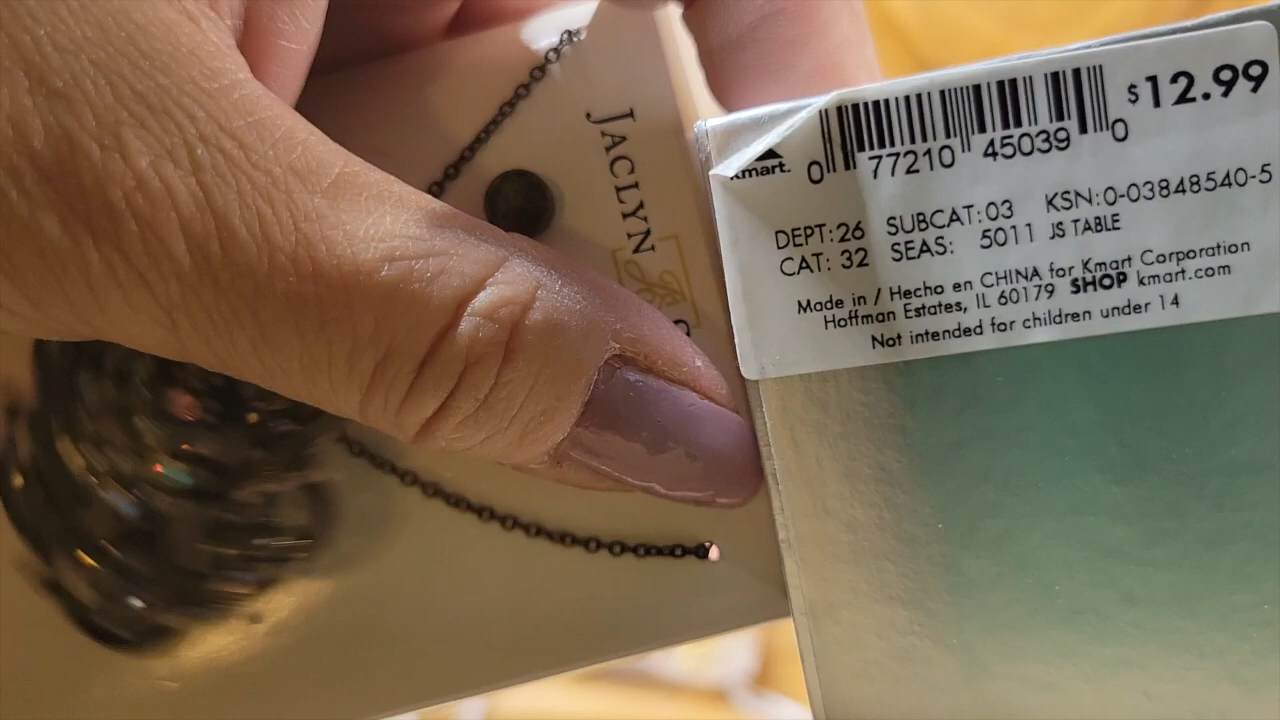 JACLYN
$12.99
kmart.
0 77210 45039 0
DEPT:26 SUBCAT:03 KSN:0-03848540-5
CAT: 32 SEAS: 5011 JS TABLE
Made in / Hecho en CHINA for Kmart Corporation
Hoffman Estates, IL 60179 SHOP kmart.com
Not intended for children under 14